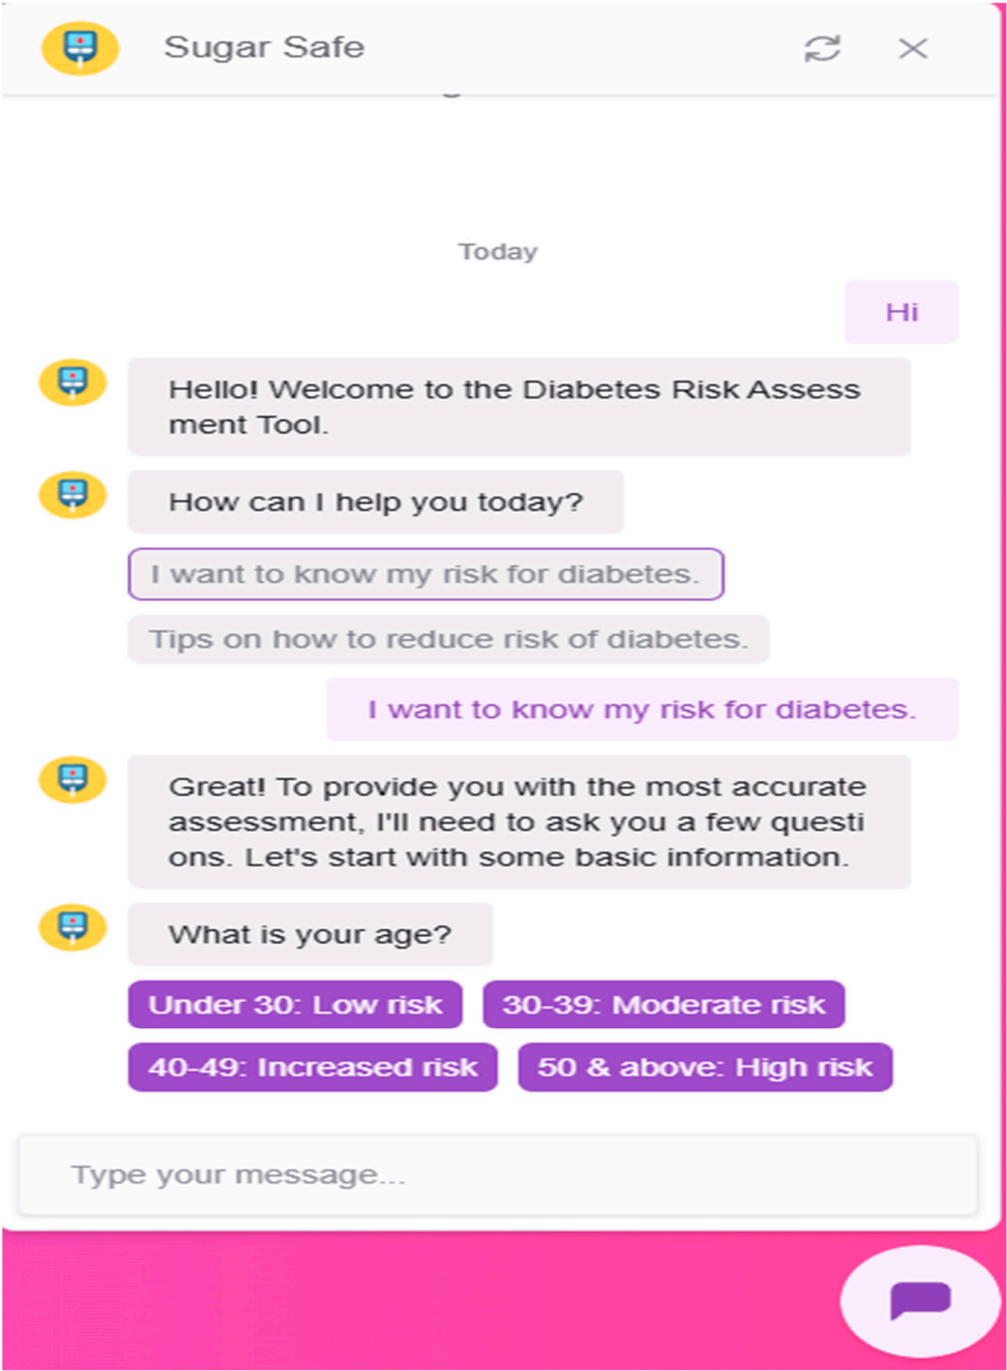 Sugar Safe
Today
Hi
Hello! Welcome to the Diabetes Risk Assess
ment Tool.
How can I help you today?
I want to know my risk for diabetes.
Tips on how to reduce risk of diabetes.
I want to know my risk for diabetes.
Great! To provide you with the most accurate
assessment, I'll need to ask you a few questi
ons. Let's start with some basic information.
What is your age?
Under 30: Low risk
30-39: Moderate risk
40-49: Increased risk
50 & above: High risk
Type your message...